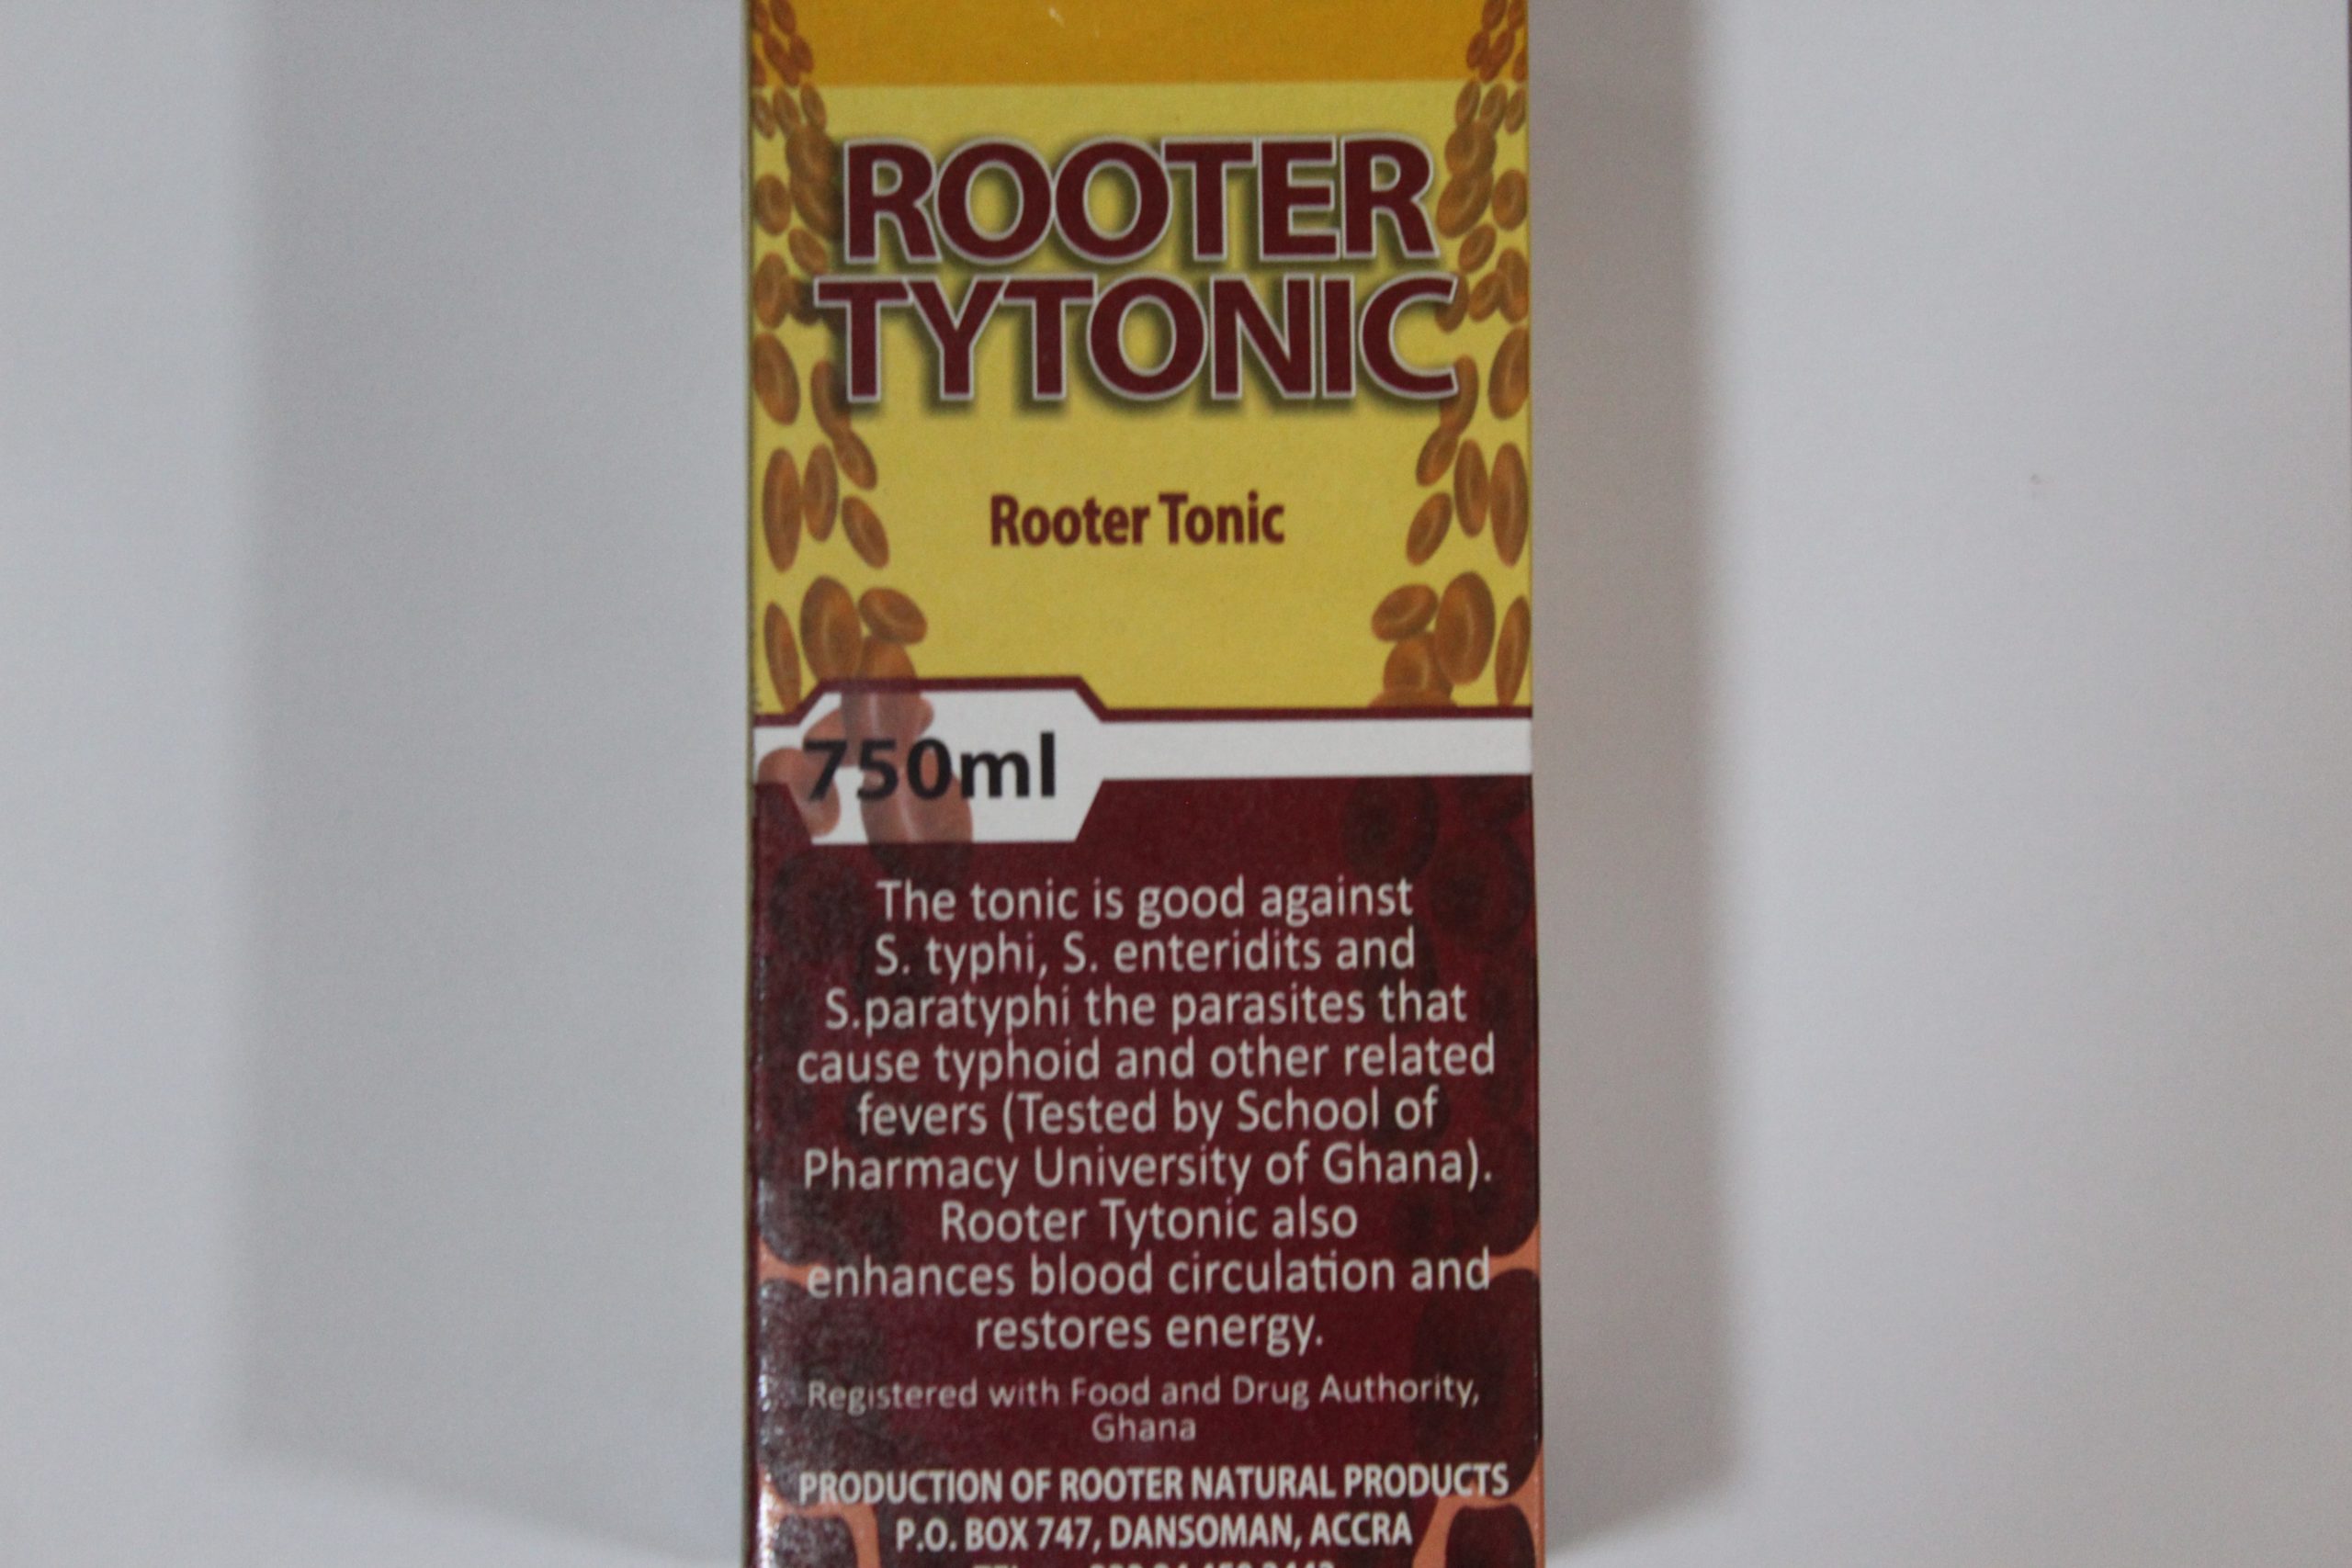 ROOTER
TYTONIC
Rooter Tonic
750ml
The tonic is good against
S. typhi, S. enteridits and
S.paratyphi the parasites that
cause typhoid and other related
fevers (Tested by School of
Pharmacy University of Ghana).
Rooter Tytonic also
enhances blood circulation and
restores energy.
Registered with Food and Drug Authority,
Ghana
PRODUCTION OF ROOTER NATURAL PRODUCTS
P.O. BOX 747, DANSOMAN, ACCRA